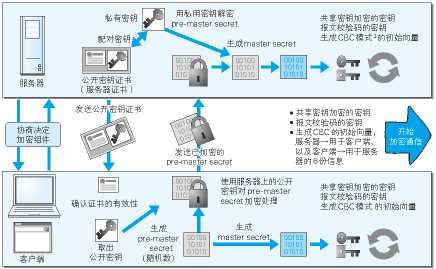 私有密钥
配对密钥
服务器
公开密钥证书
（服务器证书）
用私用密钥解密
pre-master secret
生成master secret
共享密钥加密的密钥
报文校验码的密钥
生成CBC模式的初始向量
协商决定
加密组件
发送公开密钥证书
发送已加密的
pre-master secret
• 共享密钥加密的密钥
• 报文校验码的密钥
• 生成CBC 的初始向量，
服务器一用于客户端，
以及客户端一用于服务器
的6份信息
开始
加密通信
客户端
确认证书的有效性
取出
公开密钥
使用服务器上的公开
密钥对pre-master
secret加密处理
生成
pre-master
secret
(随机数)
生成
master secret
共享密钥加密的密钥
报文校验码的密钥
生成CBC模式 的初始向量